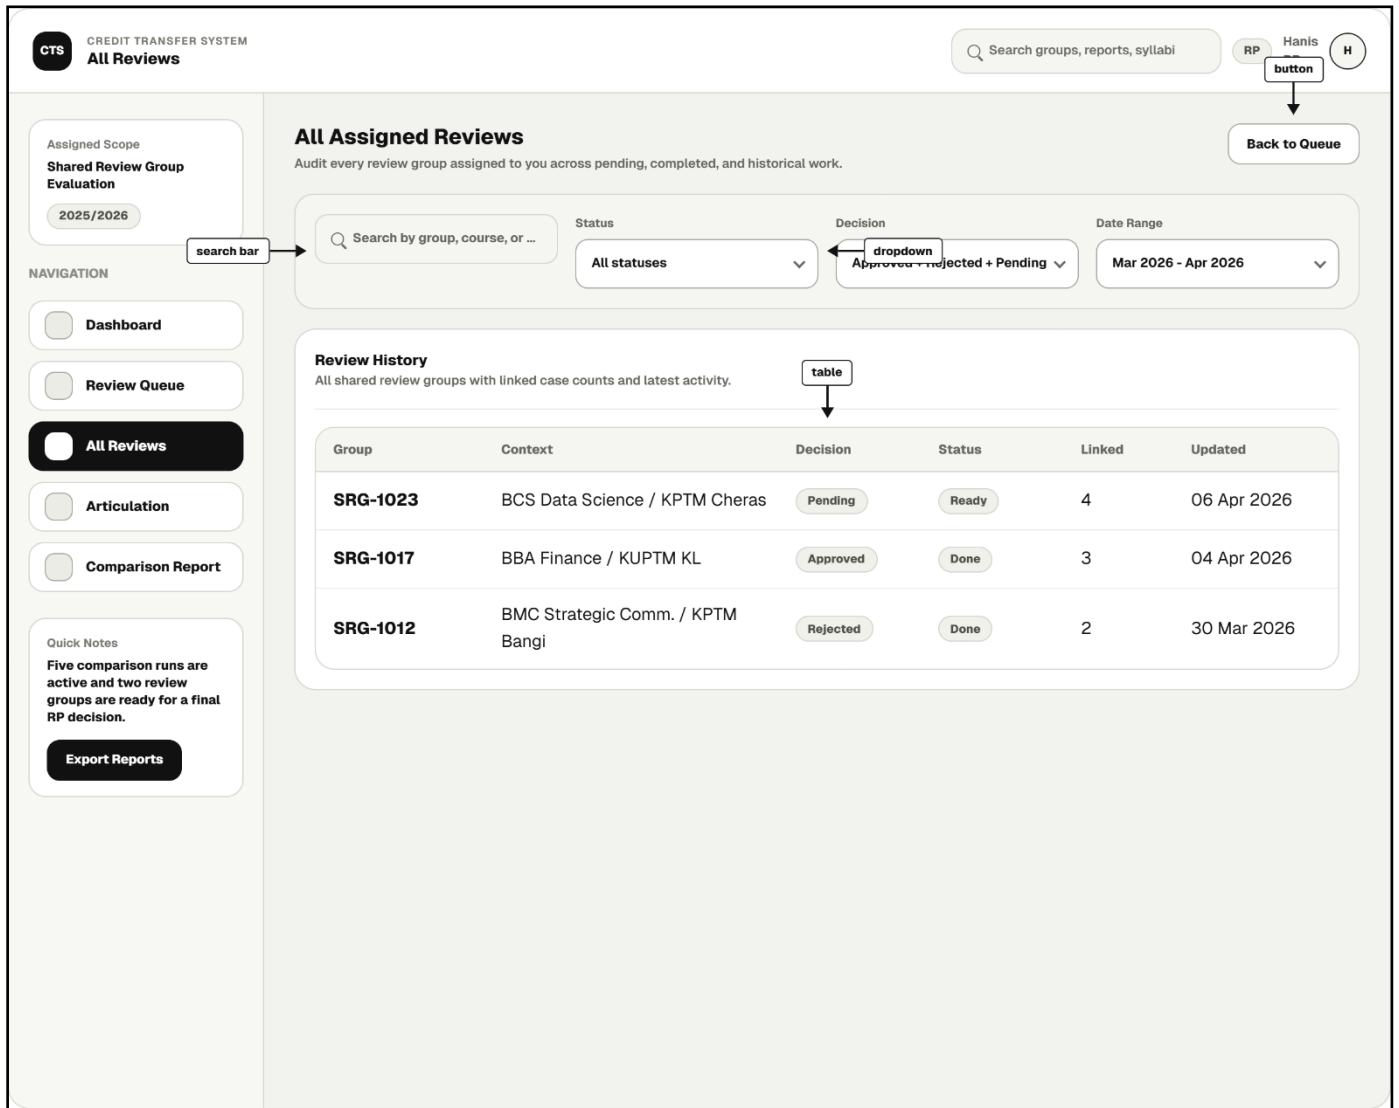 CTS
CREDIT TRANSFER SYSTEM
All Reviews
Search groups, reports, syllabi
RP
Hanis
H
button
Assigned Scope
Shared Review Group
Evaluation
2025/2026
NAVIGATION
Dashboard
Review Queue
All Reviews
Articulation
Comparison Report
Quick Notes
Five comparison runs are
active and two review
groups are ready for a final
RP decision.
Export Reports
All Assigned Reviews
Audit every review group assigned to you across pending, completed, and historical work.
Back to Queue
search bar
Search by group, course, or ...
Status
All statuses
Decision
dropdown
Approved + Rejected + Pending
Date Range
Mar 2026 - Apr 2026
Review History
All shared review groups with linked case counts and latest activity.
table
Group Context Decision Status Linked Updated
SRG-1023 BCS Data Science / KPTM Cheras Pending Ready 4 06 Apr 2026
SRG-1017 BBA Finance / KUPTM KL Approved Done 3 04 Apr 2026
SRG-1012 BMC Strategic Comm. / KPTM
Bangi Rejected Done 2 30 Mar 2026